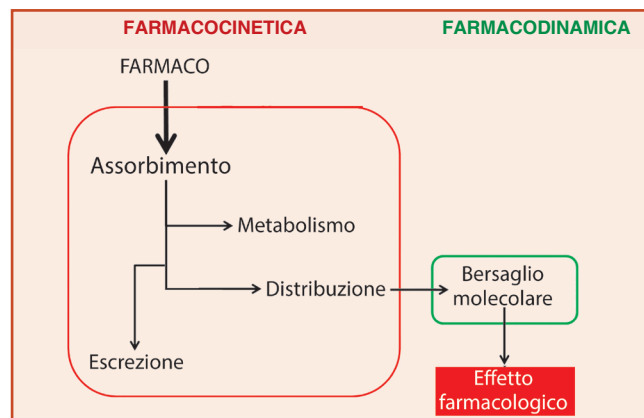 FARMACOCINETICA
FARMACODINAMICA
FARMACO
Assorbimento
Metabolismo
Distribuzione
Bersaglio
molecolare
Escrezione
Effetto
farmacologico